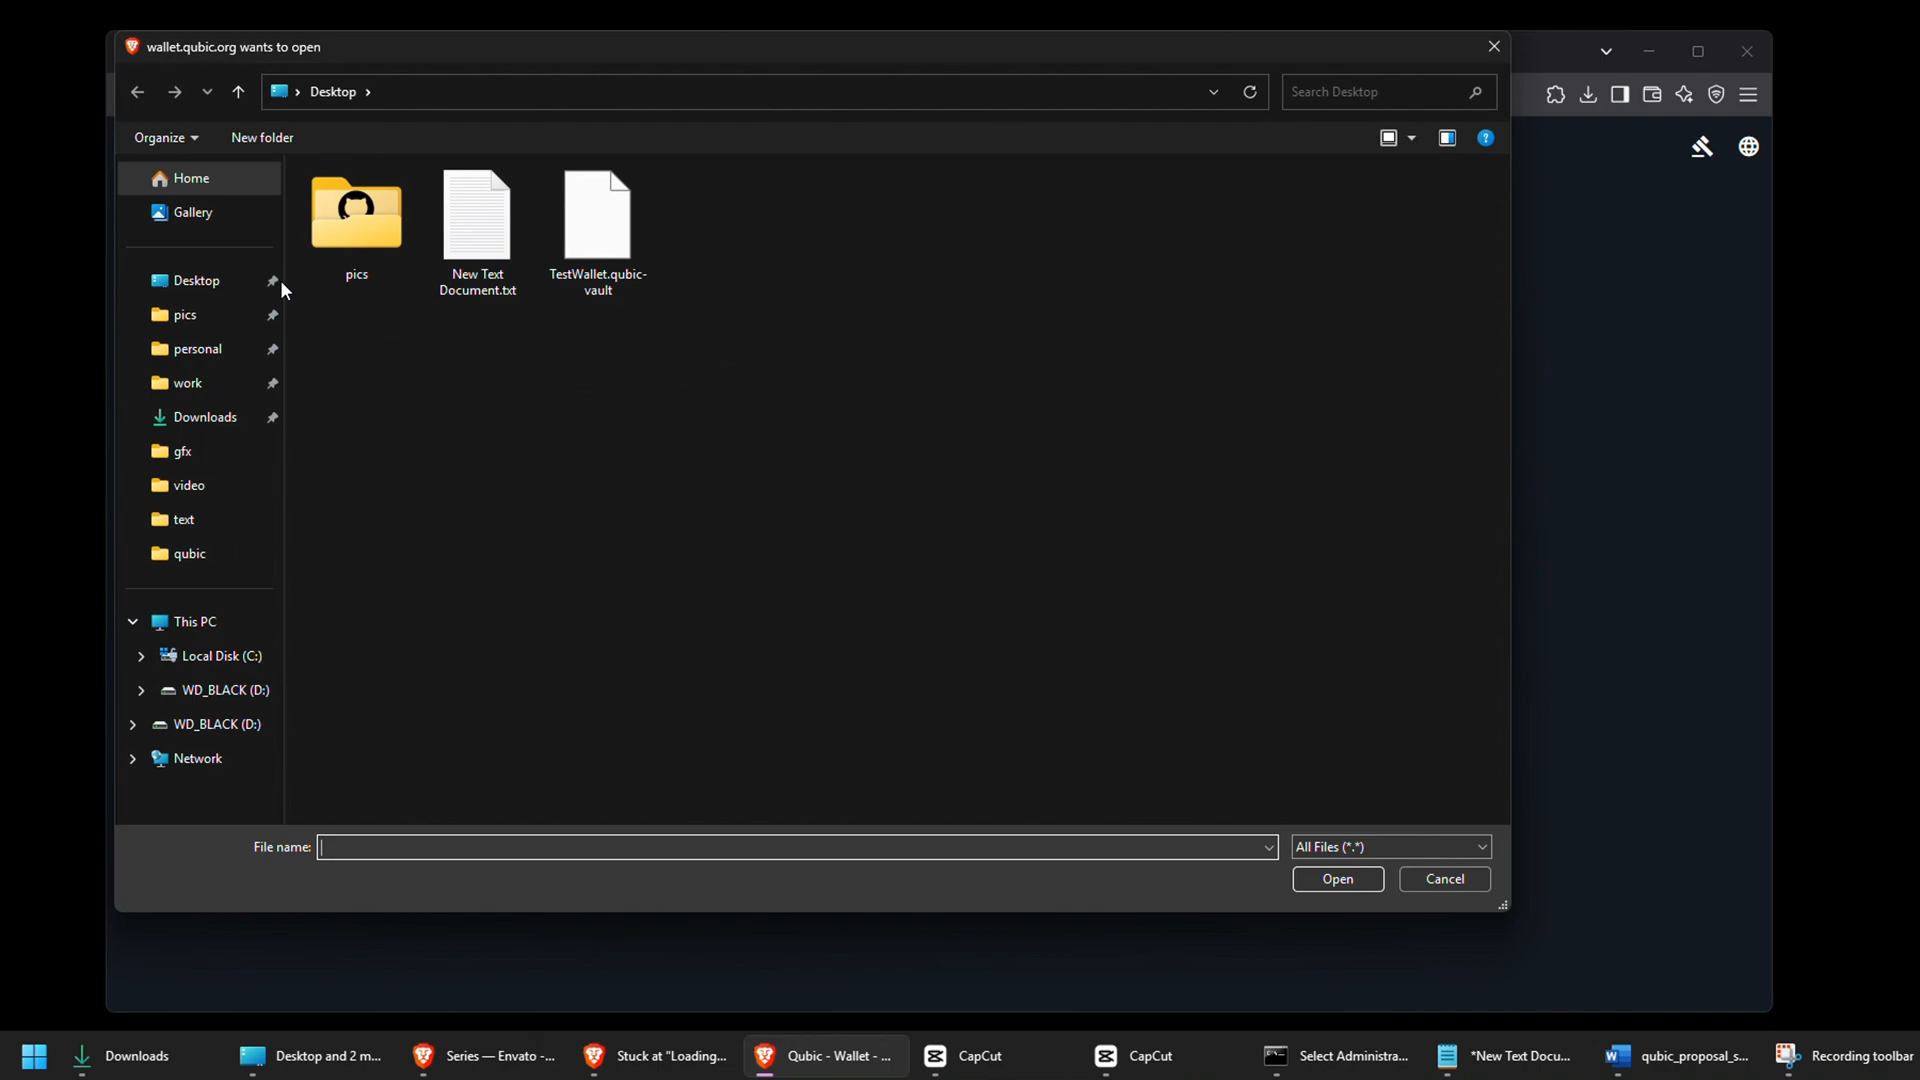 wallet.qubic.org wants to open
Desktop
Search Desktop
Organize
New folder
Home
Gallery
Desktop
pics
personal
work
Downloads
gfx
video
text
qubic
This PC
Local Disk (C:)
WD_BLACK (D:)
WD_BLACK (D:)
Network
pics
New Text
Document.txt
TestWallet.qubic-
vault
File name:
All Files (*.*)
Open
Cancel
Downloads
Desktop and 2 m...
Series — Envato -...
Stuck at "Loading...
Qubic - Wallet - ...
CapCut
CapCut
Select Administra...
*New Text Docu...
qubic_proposal_s...
Recording toolbar